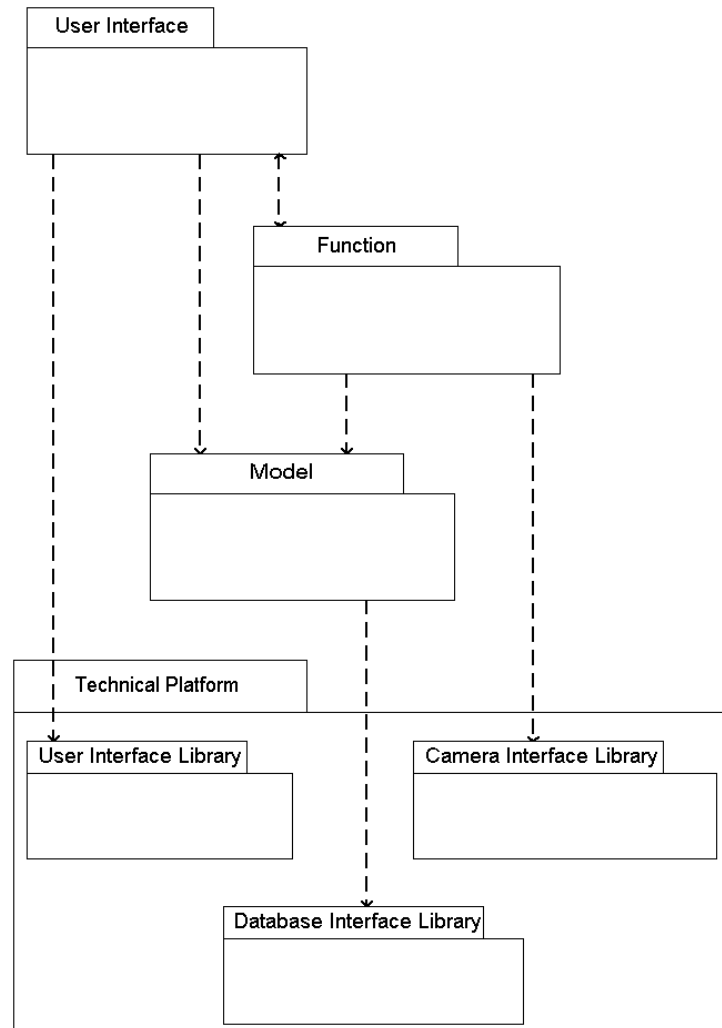 User Interface
Function
Model
Technical Platform
User Interface Library
Camera Interface Library
Database Interface Library